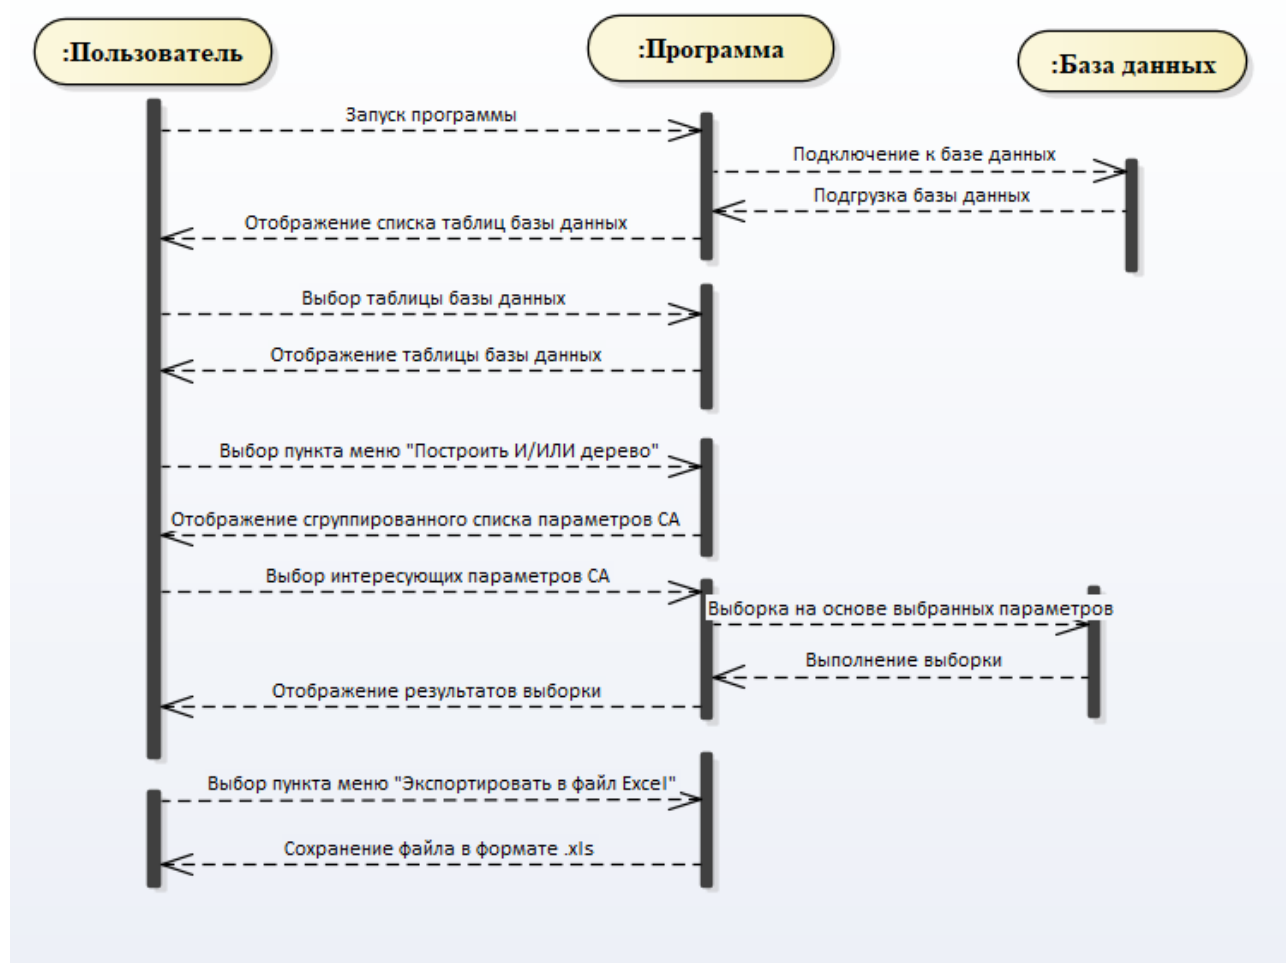 :Пользователь
:Программа
:База данных
Запуск программы
Подключение к базе данных
Подгрузка базы данных
Отображение списка таблиц базы данных
Выбор таблицы базы данных
Отображение таблицы базы данных
Выбор пункта меню "Построить И/ИЛИ дерево"
Отображение сгруппированного списка параметров СА
Выбор интересующих параметров СА
Выборка на основе выбранных параметров
Выполнение выборки
Отображение результатов выборки
Выбор пункта меню "Экспортировать в файл Excel"
Сохранение файла в формате .xls